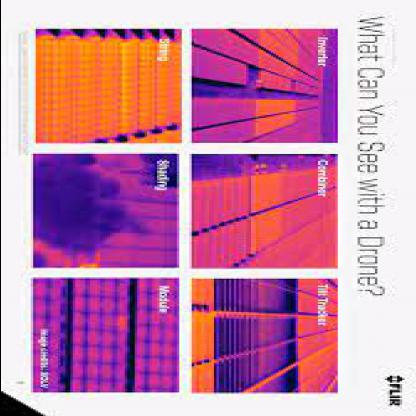 What Can You See with a Drone?
Inverter
Combiner
Tilt Tracker
String
Shading
Module
FLIR